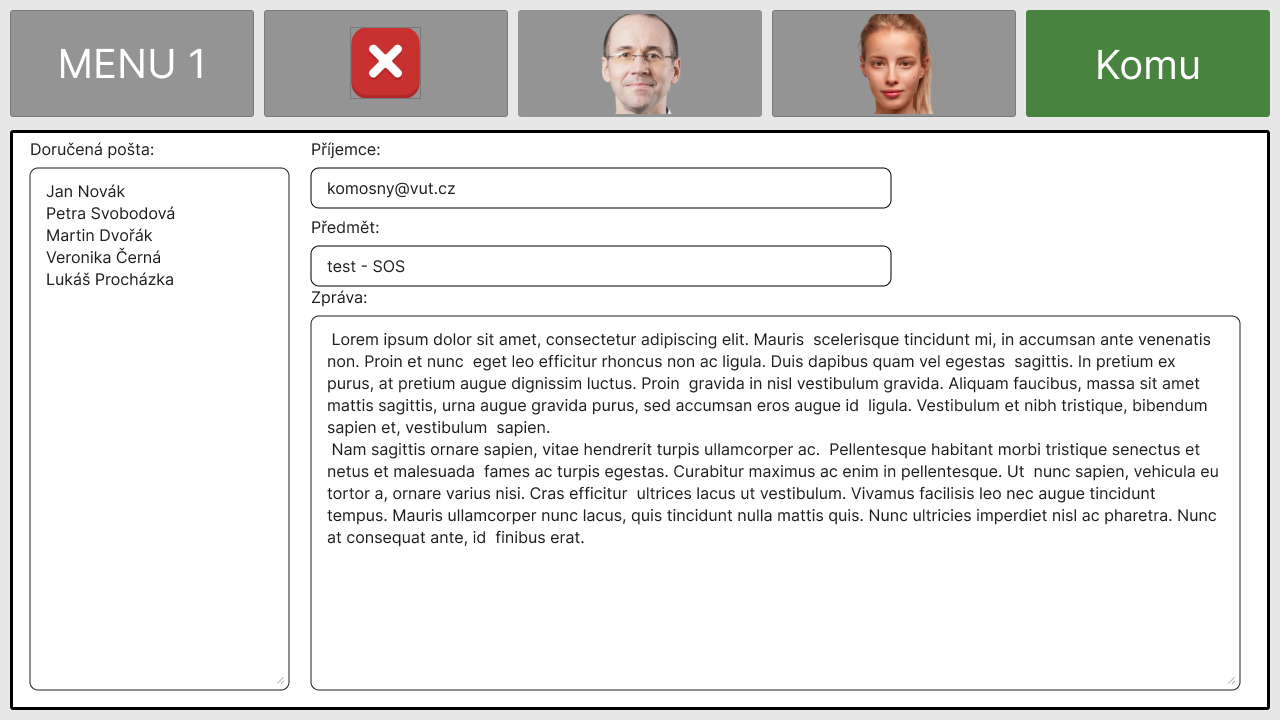 MENU 1
Komu
Doručená pošta:
Jan Novák
Petra Svobodová
Martin Dvořák
Veronika Černá
Lukáš Procházka
Příjemce:
komosny@vut.cz
Předmět:
test - SOS
Zpráva:
Lorem ipsum dolor sit amet, consectetur adipiscing elit. Mauris  scelerisque tincidunt mi, in accumsan ante venenatis
non. Proin et nunc  eget leo efficitur rhoncus non ac ligula. Duis dapibus quam vel egestas  sagittis. In pretium ex
purus, at pretium augue dignissim luctus. Proin  gravida in nisl vestibulum gravida. Aliquam faucibus, massa sit amet
mattis sagittis, urna augue gravida purus, sed accumsan eros augue id  ligula. Vestibulum et nibh tristique, bibendum
sapien et, vestibulum  sapien.
Nam sagittis ornare sapien, vitae hendrerit turpis ullamcorper ac.  Pellentesque habitant morbi tristique senectus et
netus et malesuada  fames ac turpis egestas. Curabitur maximus ac enim in pellentesque. Ut  nunc sapien, vehicula eu
tortor a, ornare varius nisi. Cras efficitur  ultrices lacus ut vestibulum. Vivamus facilisis leo nec augue tincidunt
tempus. Mauris ullamcorper nunc lacus, quis tincidunt nulla mattis quis. Nunc ultricies imperdiet nisl ac pharetra. Nunc
at consequat ante, id  finibus erat.